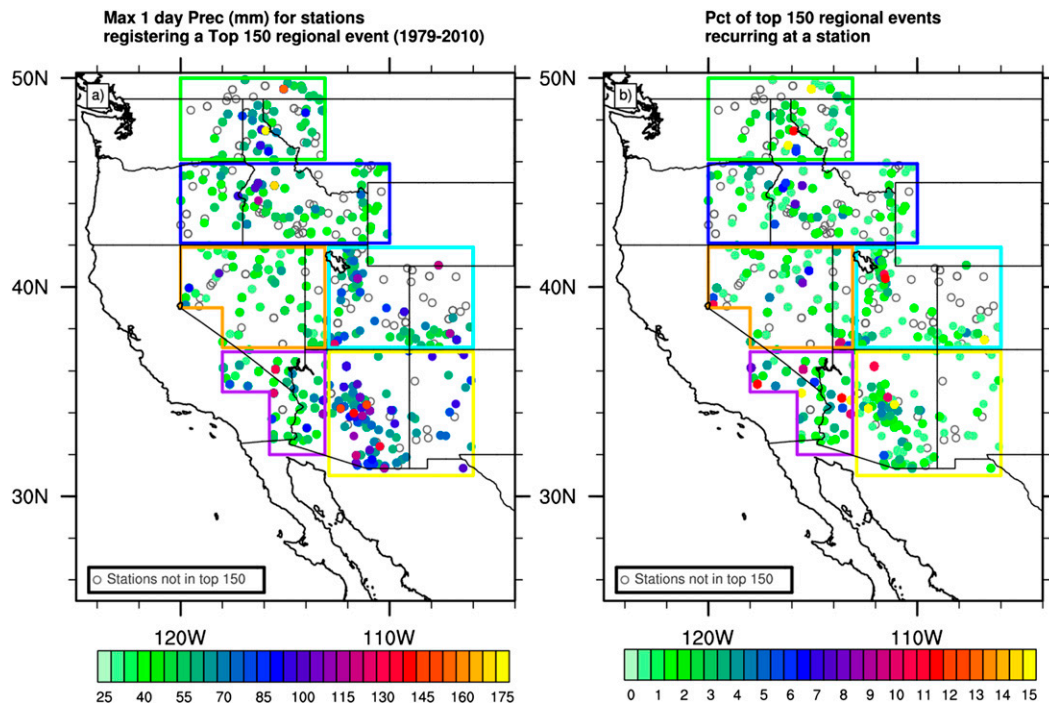 Max 1 day Prec (mm) for stations
registering a Top 150 regional event (1979-2010)
Pct of top 150 regional events
recurring at a station
50N
a)
40N
30N
Stations not in top 150
120W
110W
25 40 55 70 85 100 115 130 145 160 175
50N
b)
40N
30N
Stations not in top 150
120W
110W
0 1 2 3 4 5 6 7 8 9 10 11 12 13 14 15